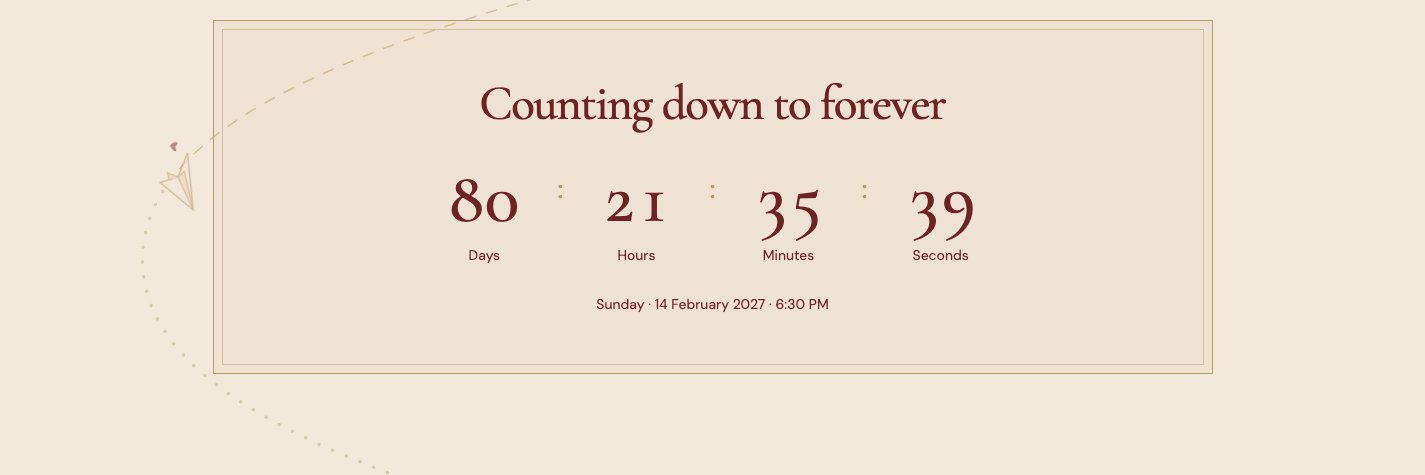 Counting down to forever
80 : 21 : 35 : 39
Days Hours Minutes Seconds
Sunday · 14 February 2027 · 6:30 PM